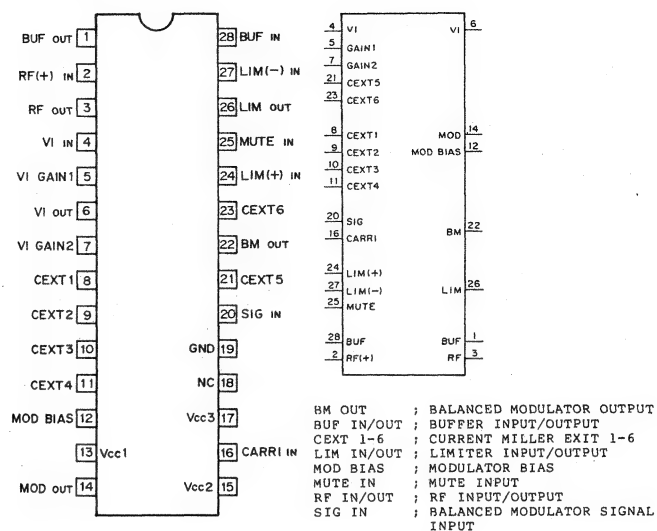 BUF OUT 1 28 BUF IN
RF(+) IN 2 27 LIM(-) IN
RF OUT 3 26 LIM OUT
VI IN 4 25 MUTE IN
VI GAIN1 5 24 LIM(+) IN
VI OUT 6 23 CEXT6
VI GAIN2 7 22 BM OUT
CEXT1 8 21 CEXT5
CEXT2 9 20 SIG IN
CEXT3 10 GND 19
CEXT4 11 NC 18
MOD BIAS 12 Vcc3 17
13 Vcc1 16 CARRI IN
MOD OUT 14 Vcc2 15
4 VI VI 6
5 GAIN1
7 GAIN2
21 CEXT5
23 CEXT6
8 CEXT1 MOD 14
9 CEXT2 MOD BIAS 12
10 CEXT3
11 CEXT4
20 SIG BM 22
16 CARRI
24 LIM(+)
27 LIM(-) LIM 26
25 MUTE
28 BUF BUF 1
2 RF(+) RF 3
BM OUT ; BALANCED MODULATOR OUTPUT
BUF IN/OUT ; BUFFER INPUT/OUTPUT
CEXT 1-6 ; CURRENT MILLER EXIT 1-6
LIM IN/OUT ; LIMITER INPUT/OUTPUT
MOD BIAS ; MODULATOR BIAS
MUTE IN ; MUTE INPUT
RF IN/OUT ; RF INPUT/OUTPUT
SIG IN ; BALANCED MODULATOR SIGNAL
INPUT